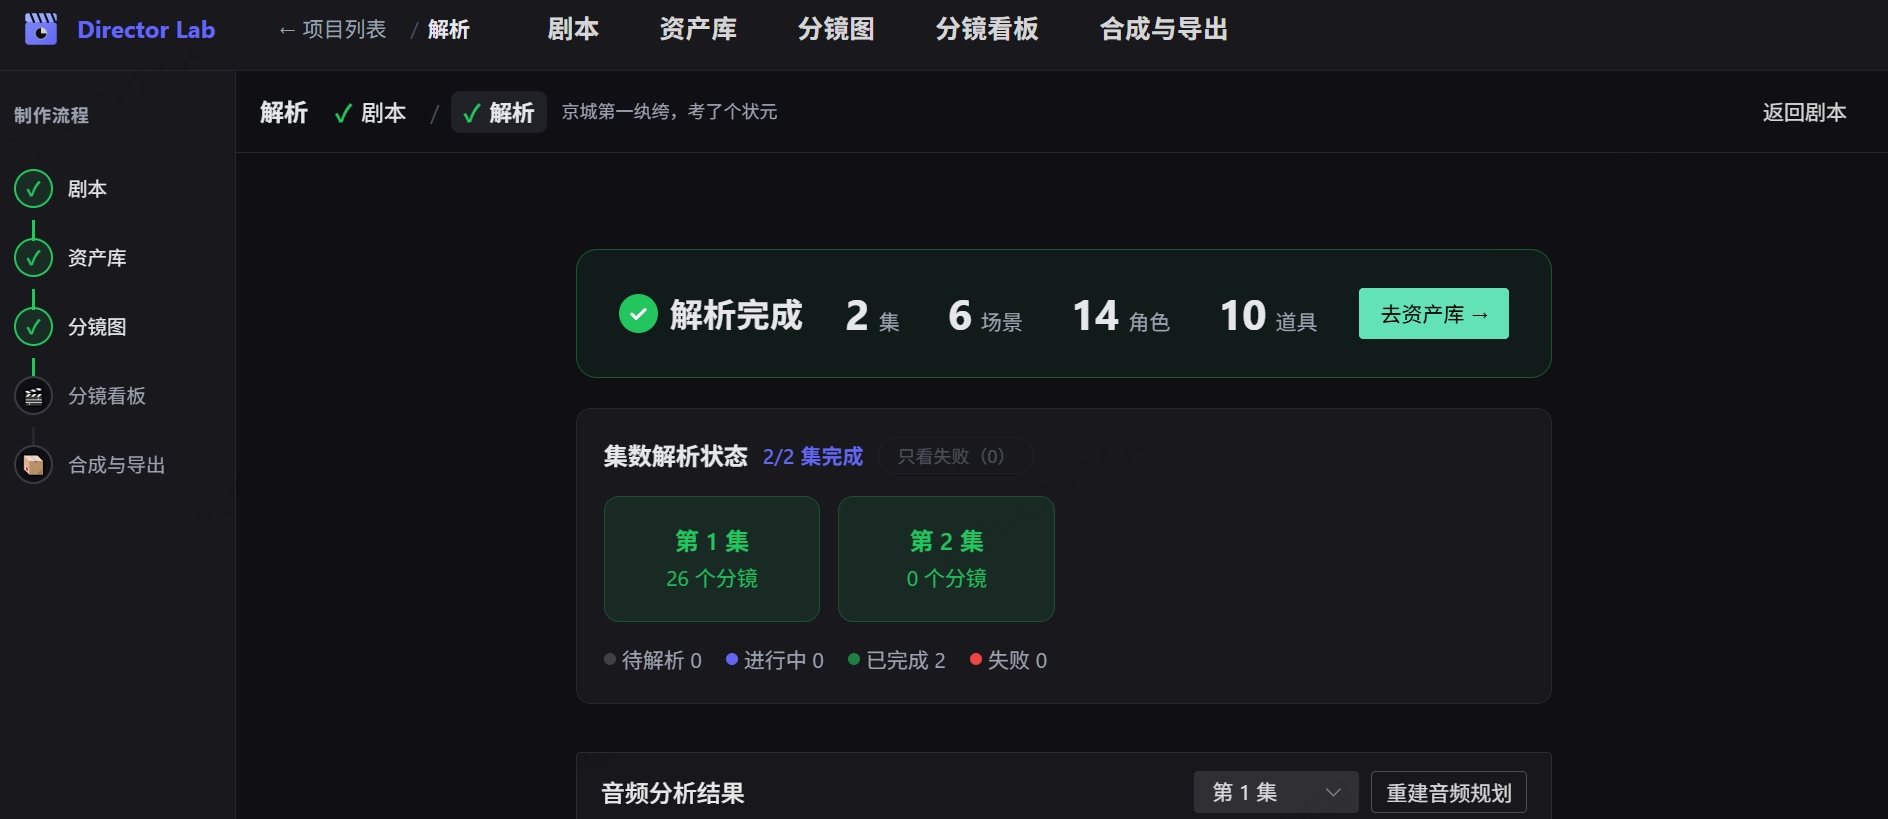 Director Lab
← 项目列表 / 解析
剧本
资产库
分镜图
分镜看板
合成与导出
制作流程
剧本
资产库
分镜图
分镜看板
合成与导出
解析 ✓ 剧本 / ✓ 解析 京城第一纨绔，考了个状元
返回剧本
解析完成 2 集 6 场景 14 角色 10 道具
去资产库 →
集数解析状态 2/2 集完成 只看失败（0）
第 1 集
26 个分镜
第 2 集
0 个分镜
待解析 0 进行中 0 已完成 2 失败 0
音频分析结果
第 1 集
重建音频规划